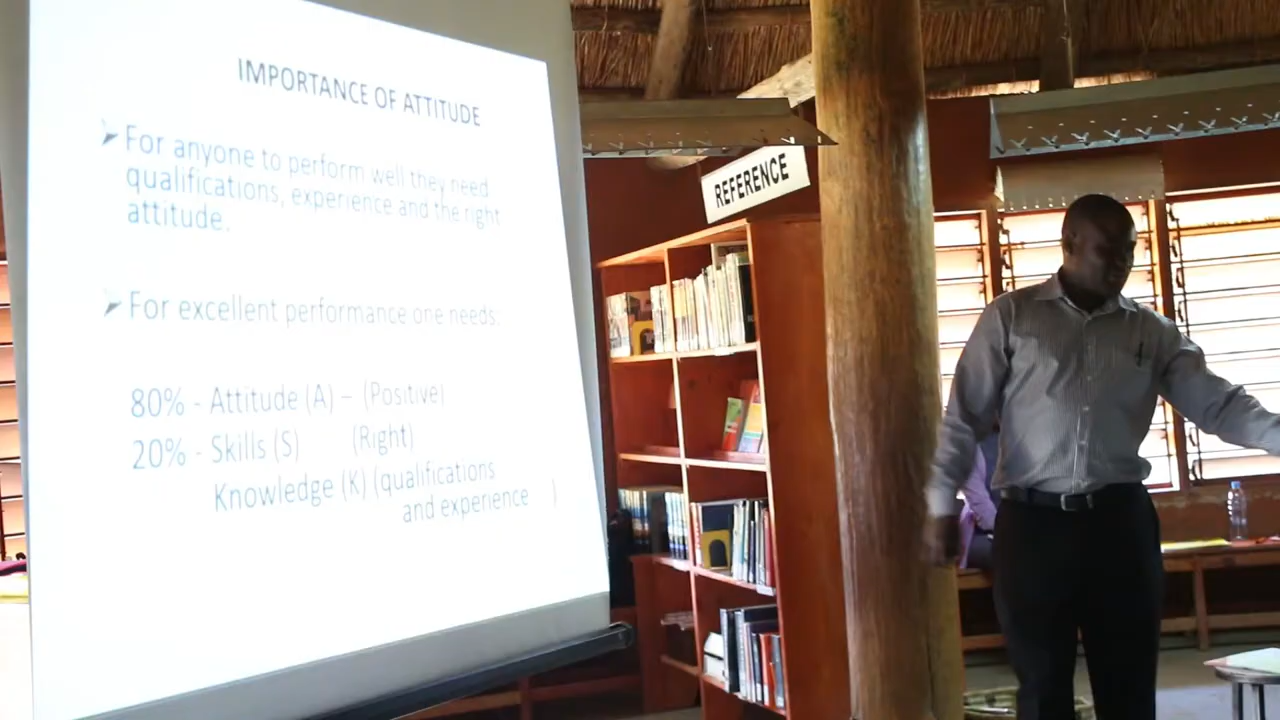 IMPORTANCE OF ATTITUDE
For anyone to perform well they need
qualifications, experience and the right
attitude.
For excellent performance one needs:
80% - Attitude (A) – (Positive)
20% - Skills (S) (Right)
Knowledge (K) (qualifications
and experience )
REFERENCE